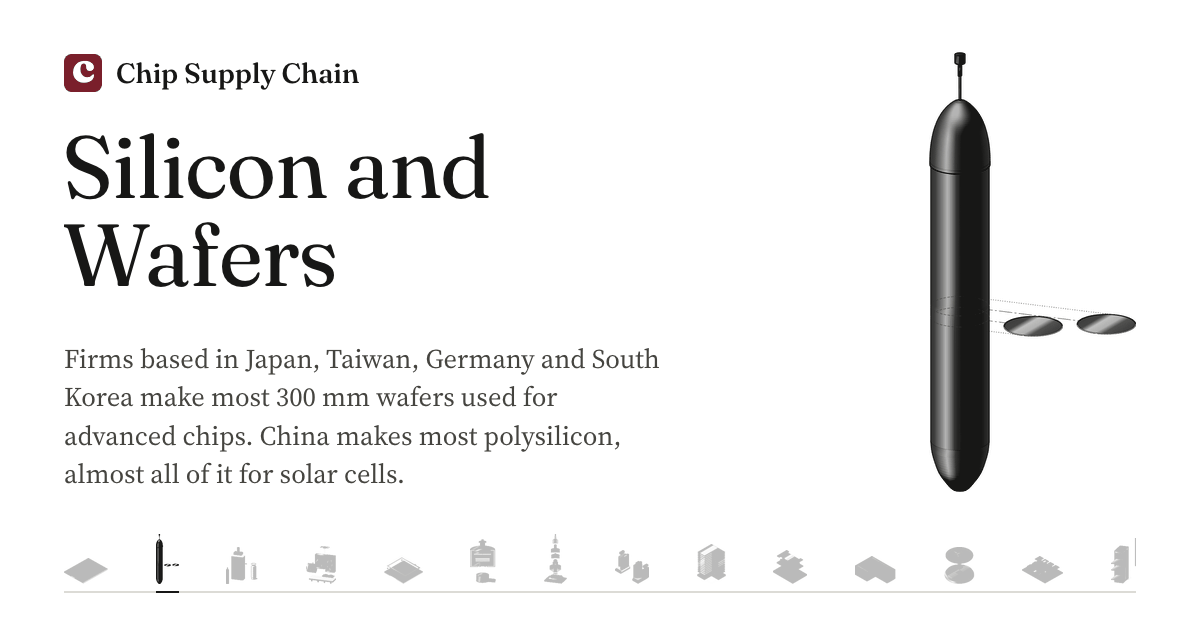 C Chip Supply Chain
Silicon and
Wafers
Firms based in Japan, Taiwan, Germany and South
Korea make most 300 mm wafers used for
advanced chips. China makes most polysilicon,
almost all of it for solar cells.